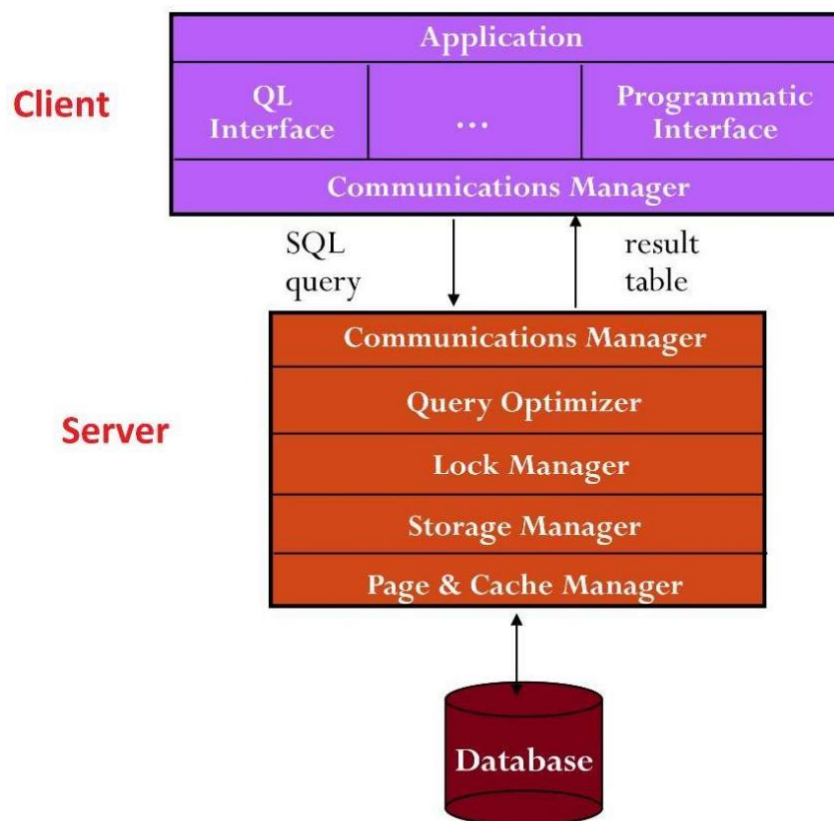 Application
Client
QL
Interface
...
Programmatic
Interface
Communications Manager
SQL
query
result
table
Communications Manager
Query Optimizer
Server
Lock Manager
Storage Manager
Page & Cache Manager
Database